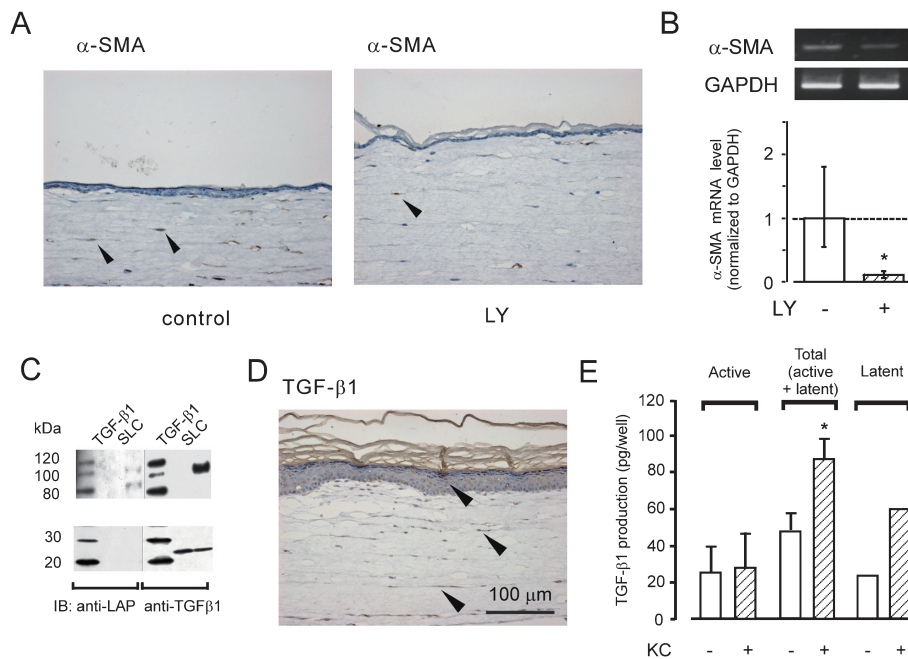 A
α-SMA
α-SMA
control
LY
B
α-SMA
GAPDH
α-SMA mRNA level
(normalized to GAPDH)
2
1
0
*
LY - +
C
kDa
TGF-β1
SLC
TGF-β1
SLC
120
100
80
30
20
IB: anti-LAP anti-TGFβ1
D
TGF-β1
100 μm
E
Active
Total
(active
+ latent)
Latent
TGF-β1 production (pg/well)
120
100
80
60
40
20
0
*
KC - + - + - +